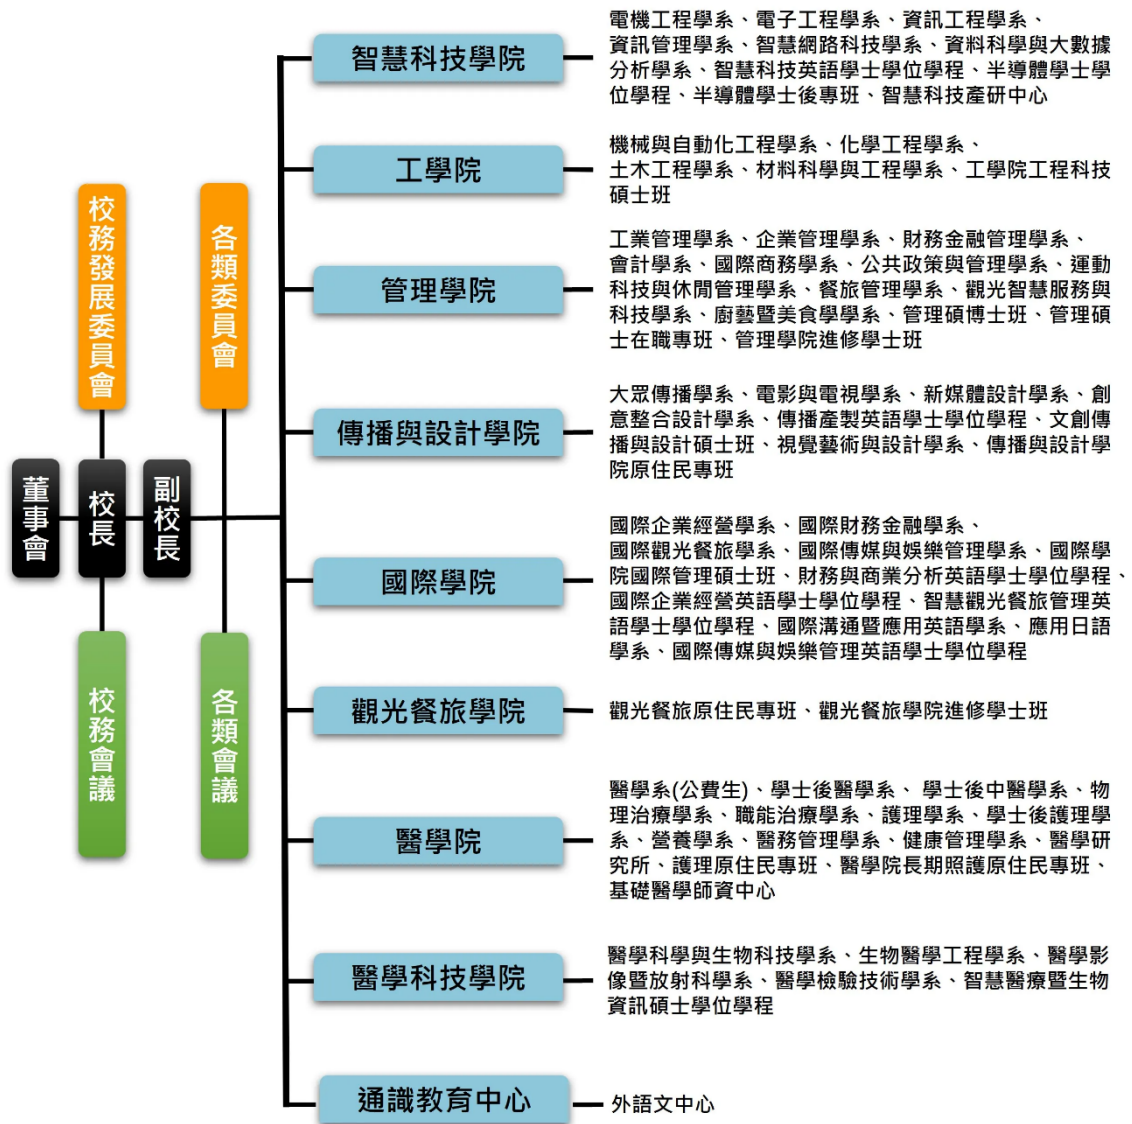 校務發展委員會
各類委員會
董事會
校長
副校長
校務會議
各類會議
智慧科技學院
電機工程學系、電子工程學系、資訊工程學系、
資訊管理學系、智慧網路科技學系、資料科學與大數據
分析學系、智慧科技英語學士學位學程、半導體學士學
位學程、半導體學士後專班、智慧科技產研中心
工學院
機械與自動化工程學系、化學工程學系、
土木工程學系、材料科學與工程學系、工學院工程科技
碩士班
管理學院
工業管理學系、企業管理學系、財務金融管理學系、
會計學系、國際商務學系、公共政策與管理學系、運動
科技與休閒管理學系、餐旅管理學系、觀光智慧服務與
科技學系、廚藝暨美食學學系、管理碩博士班、管理碩
士在職專班、管理學院進修學士班
傳播與設計學院
大眾傳播學系、電影與電視學系、新媒體設計學系、創
意整合設計學系、傳播產製英語學士學位學程、文創傳
播與設計碩士班、視覺藝術與設計學系、傳播與設計學
院原住民專班
國際學院
國際企業經營學系、國際財務金融學系、
國際觀光餐旅學系、國際傳媒與娛樂管理學系、國際學
院國際管理碩士班、財務與商業分析英語學士學位學程、
國際企業經營英語學士學位學程、智慧觀光餐旅管理英
語學士學位學程、國際溝通暨應用英語學系、應用日語
學系、國際傳媒與娛樂管理英語學士學位學程
觀光餐旅學院
觀光餐旅原住民專班、觀光餐旅學院進修學士班
醫學院
醫學系(公費生)、學士後醫學系、 學士後中醫學系、物
理治療學系、職能治療學系、護理學系、學士後護理學
系、營養學系、醫務管理學系、健康管理學系、醫學研
究所、護理原住民專班、醫學院長期照護原住民專班、
基礎醫學師資中心
醫學科技學院
醫學科學與生物科技學系、生物醫學工程學系、醫學影
像暨放射科學系、醫學檢驗技術學系、智慧醫療暨生物
資訊碩士學位學程
通識教育中心
外語文中心